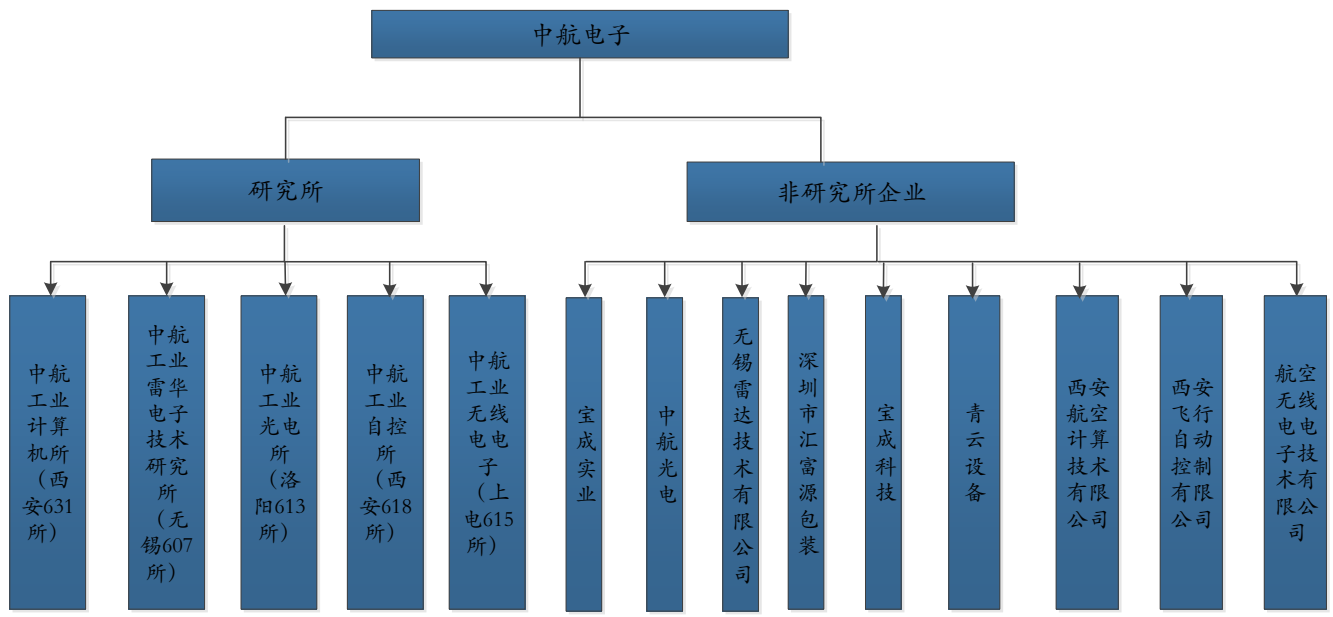 中航电子
研究所
非研究所企业
中航
工业
计算
机所
（西
安631
所）
中航
工业
雷华
电子
技术
研究
所
（无
锡607
所）
中航
工业
光电
所
（洛
阳613
所）
中航
工业
自控
所
（西
安618
所）
中航
工业
无线
电电
子
（上
电615
所）
宝
成
实
业
中
航
光
电
无
锡
雷
达
技
术
有
限
公
司
深
圳
市
汇
富
源
包
装
宝
成
科
技
青
云
设
备
西安
航空
计算
技术
有限
公司
西安
飞行
自动
控制
有限
公司
航空
无线
电电
子技
术有
限公
司